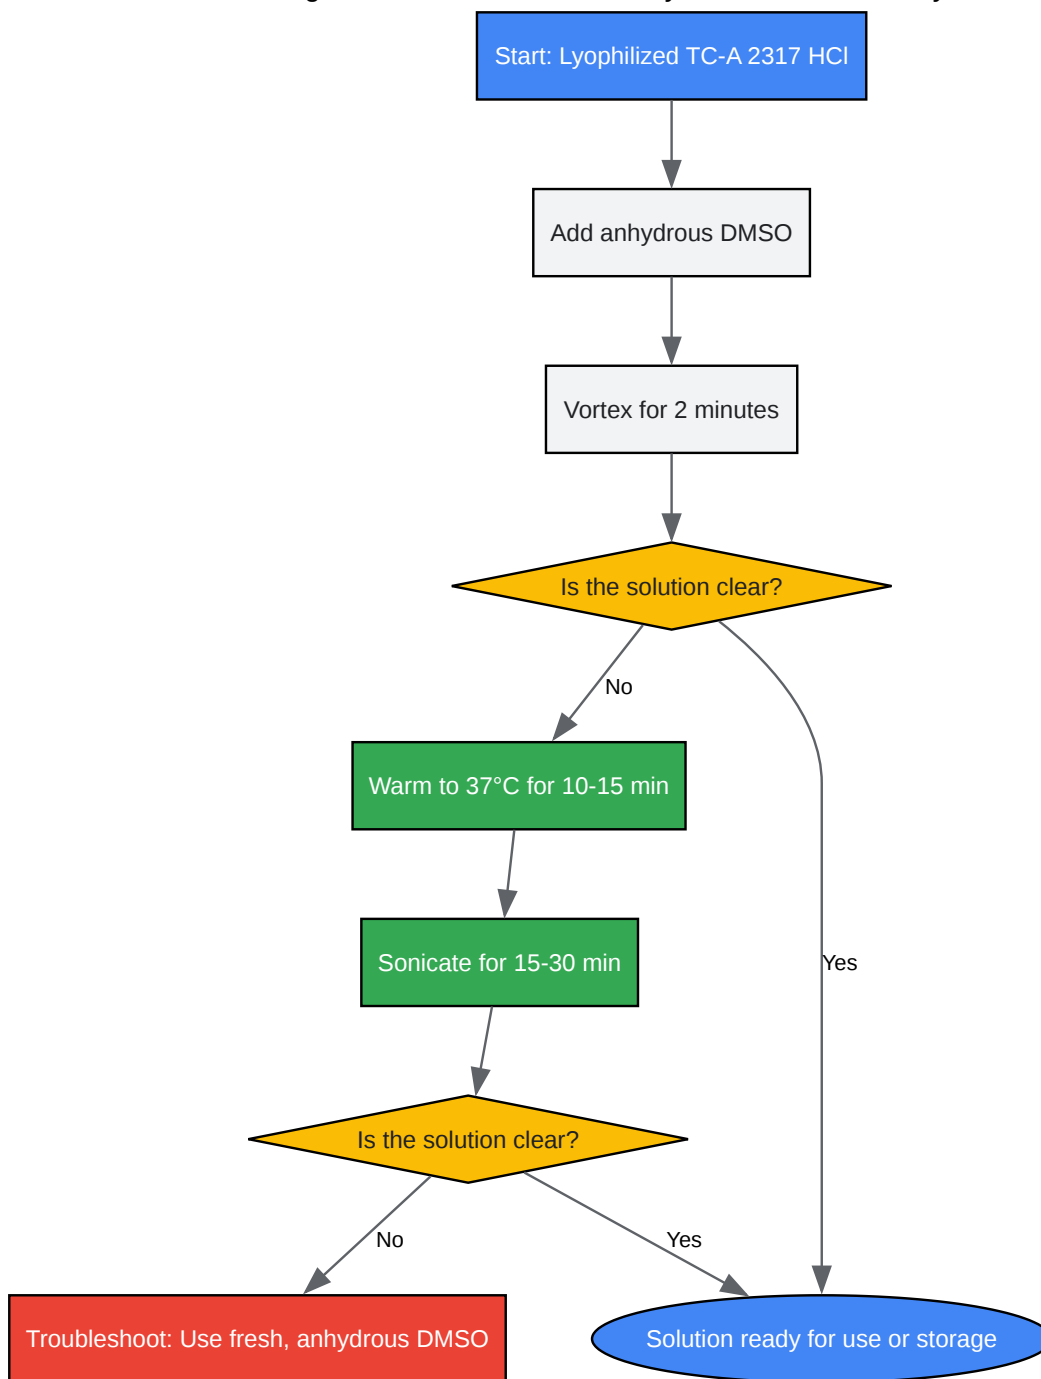 Start: Lyophilized TC-A 2317 HCl
Add anhydrous DMSO
Vortex for 2 minutes
Is the solution clear?
No
Warm to 37°C for 10-15 min
Sonicate for 15-30 min
Yes
Is the solution clear?
No
Yes
Troubleshoot: Use fresh, anhydrous DMSO
Solution ready for use or storage